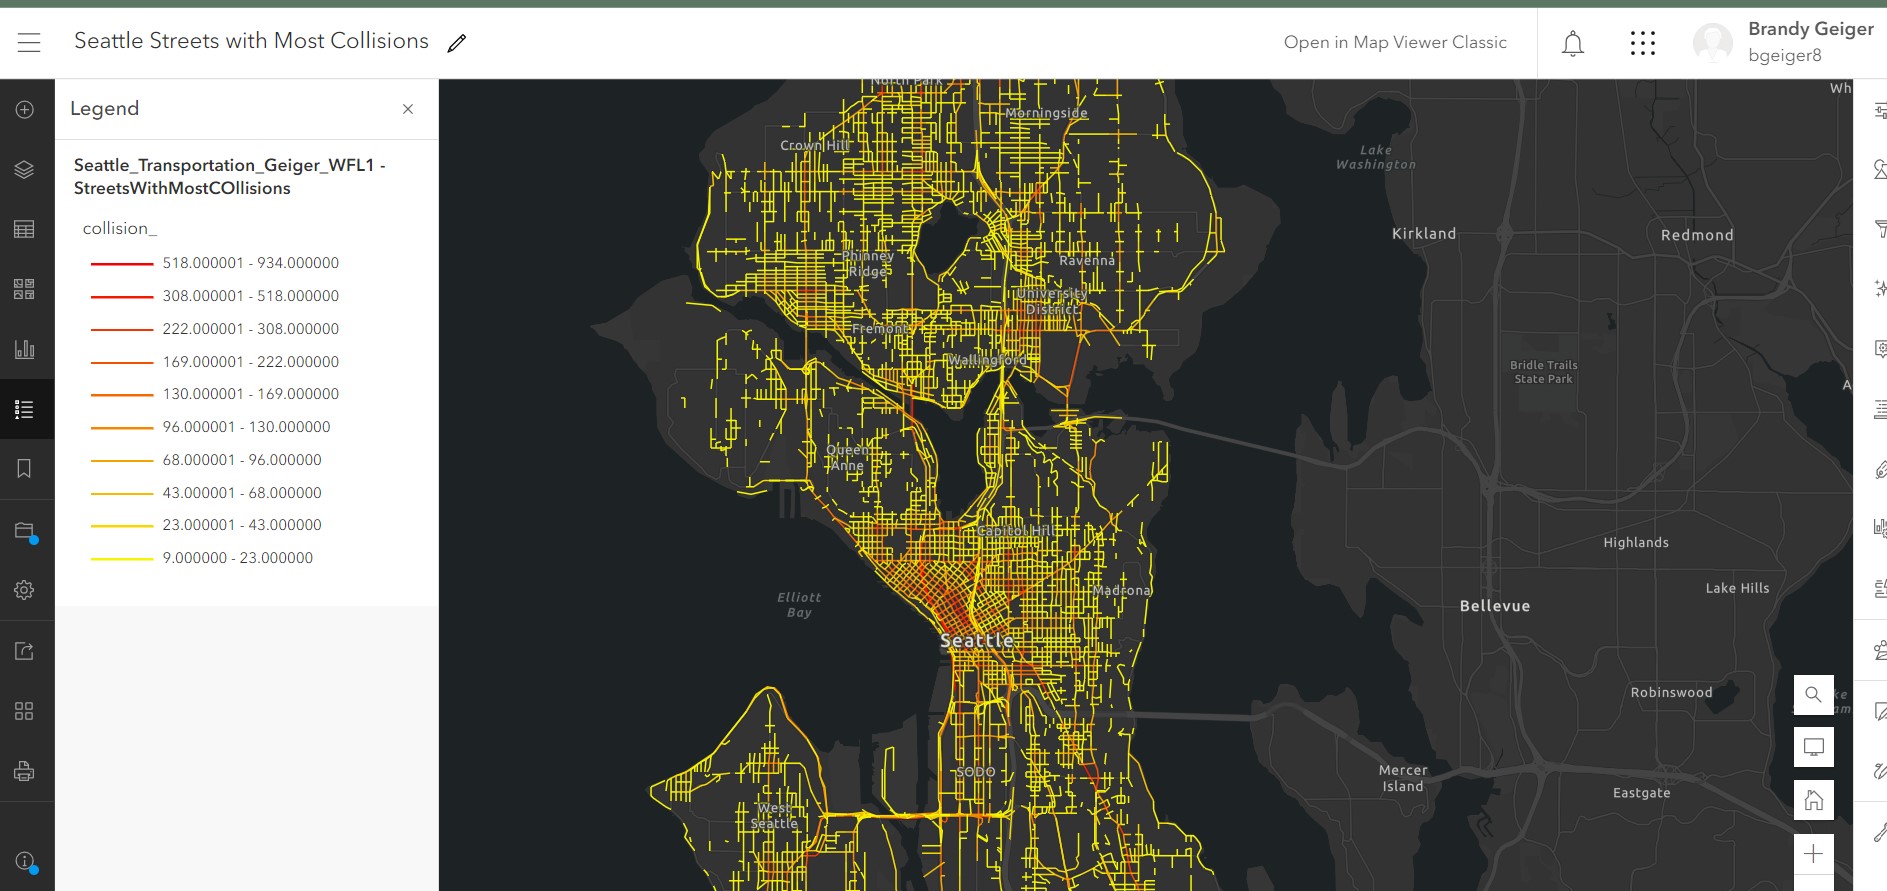 Seattle Streets with Most Collisions
Open in Map Viewer Classic
Brandy Geiger
bgeiger8
Legend
Seattle_Transportation_Geiger_WFL1 -
StreetsWithMostCOllisions
collision_
518.000001 - 934.000000
308.000001 - 518.000000
222.000001 - 308.000000
169.000001 - 222.000000
130.000001 - 169.000000
96.000001 - 130.000000
68.000001 - 96.000000
43.000001 - 68.000000
23.000001 - 43.000000
9.000000 - 23.000000
North Park
Wh
Morningside
Crown Hill
Lake
Washington
Kirkland
Redmond
Phinney
Ridge
Ravenna
University
District
Fremont
Wallingford
Bridle Trails
State Park
A
Queen
Anne
Capitol Hill
Highlands
Madrona
Lake Hills
Elliott
Bay
Bellevue
Seattle
Robinswood
ke
am
SODO
Mercer
Island
Eastgate
West
Seattle